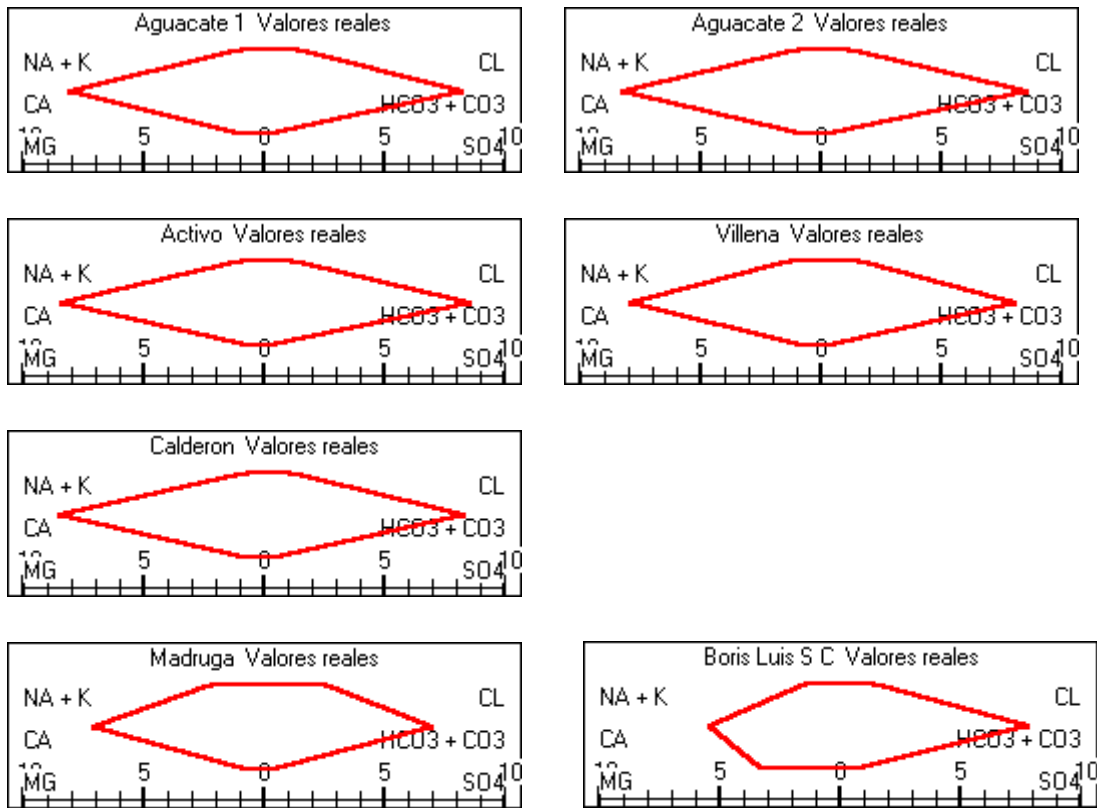 Aguacate 1 Valores reales
NA + K CL
CA HCO3 + CO3
5 0 5 10
MG SO4
Aguacate 2 Valores reales
NA + K CL
CA HCO3 + CO3
5 0 5 10
MG SO4
Activo Valores reales
NA + K CL
CA HCO3 + CO3
5 0 5 10
MG SO4
Villena Valores reales
NA + K CL
CA HCO3 + CO3
5 0 5 10
MG SO4
Calderon Valores reales
NA + K CL
CA HCO3 + CO3
5 0 5 10
MG SO4
Madruga Valores reales
NA + K CL
CA HCO3 + CO3
5 0 5 10
MG SO4
Boris Luis S C Valores reales
NA + K CL
CA HCO3 + CO3
5 0 5 10
MG SO4